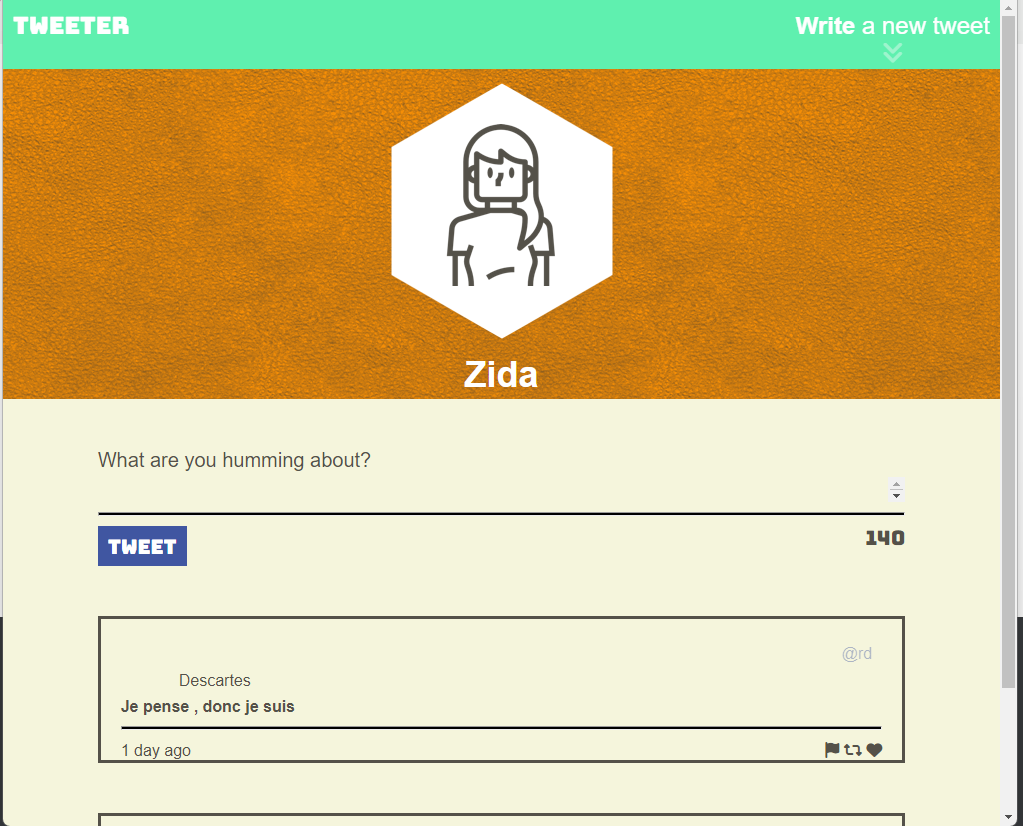 TWEETER
Write a new tweet
Zida
What are you humming about?
TWEET
140
@rd
Descartes
Je pense , donc je suis
1 day ago